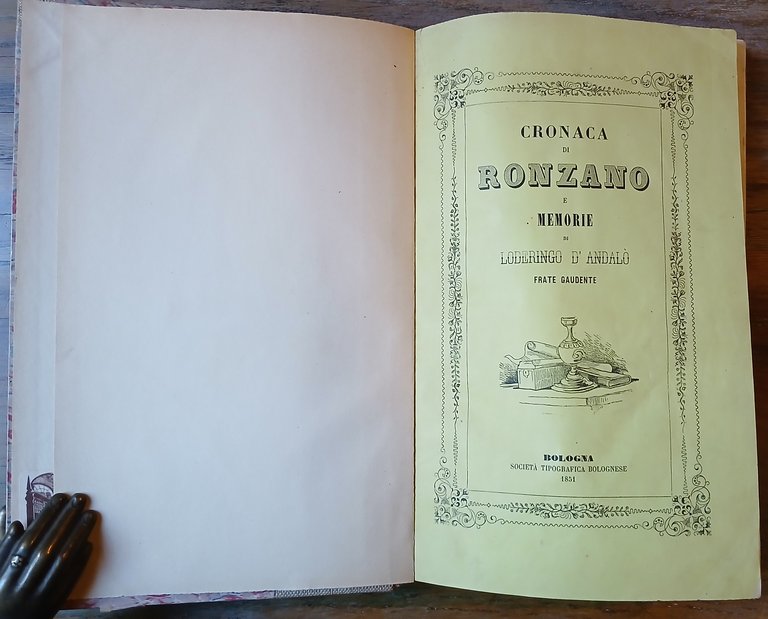 CRONACA
DI
RONZANO
E
MEMORIE
DI
LODERINGO D' ANDALÒ
FRATE GAUDENTE
BOLOGNA
SOCIETÀ TIPOGRAFICA BOLOGNESE
1851